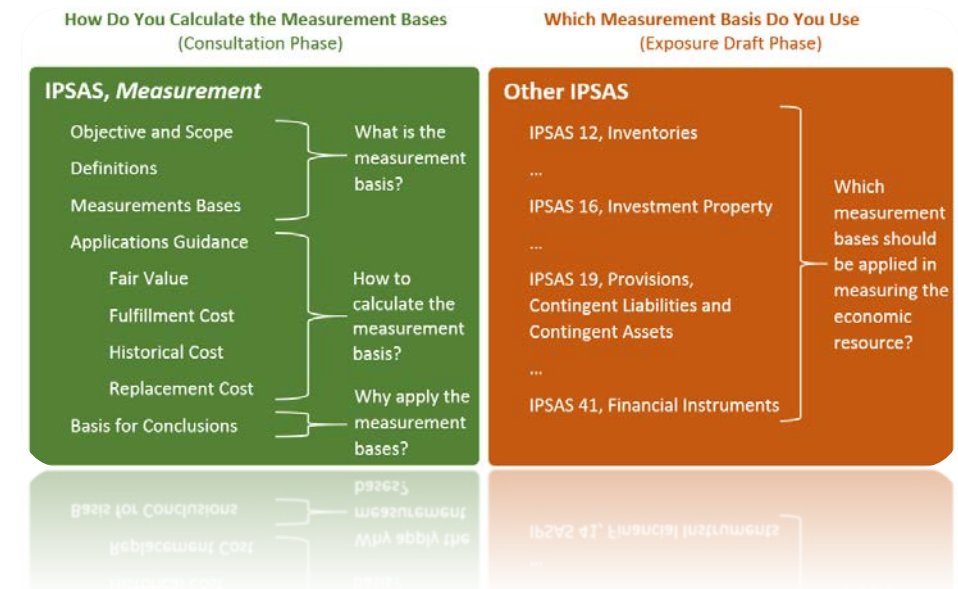 How Do You Calculate the Measurement Bases
(Consultation Phase)
IPSAS, Measurement
Objective and Scope
Definitions
Measurements Bases
What is the
measurement
basis?
Applications Guidance
Fair Value
Fulfillment Cost
Historical Cost
Replacement Cost
How to
calculate the
measurement
basis?
Basis for Conclusions
Why apply the
measurement
bases?
Which Measurement Basis Do You Use
(Exposure Draft Phase)
Other IPSAS
IPSAS 12, Inventories
...
IPSAS 16, Investment Property
...
IPSAS 19, Provisions,
Contingent Liabilities and
Contingent Assets
...
IPSAS 41, Financial Instruments
Which
measurement
bases should
be applied in
measuring the
economic
resource?